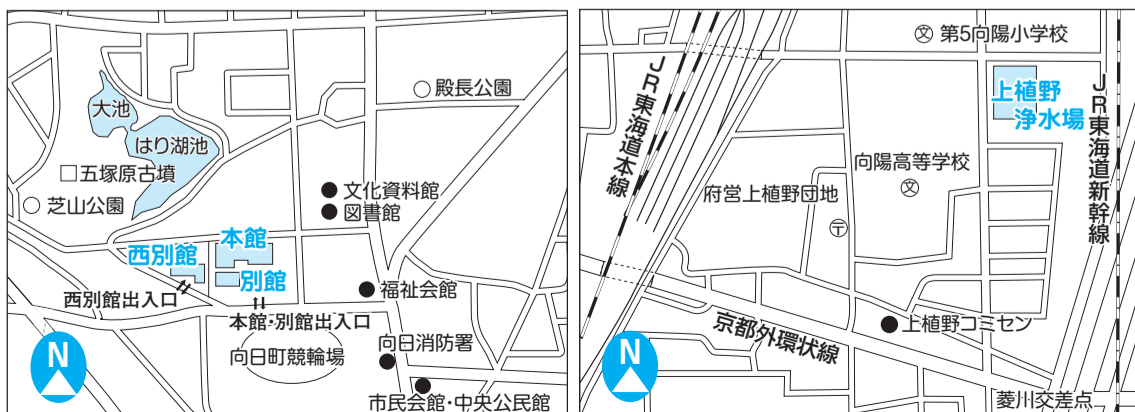 殿長公園
大池
はり湖池
五塚原古墳
芝山公園
文化資料館
図書館
西別館
本館
別館
西別館出入口
本館・別館出入口
福祉会館
向日町競輪場
向日消防署
市民会館・中央公民館
N
文 第5向陽小学校
JR東海道本線
上植野
浄水場
JR東海道新幹線
向陽高等学校
文
府営上植野団地
〒
上植野コミセン
京都外環状線
菱川交差点
N